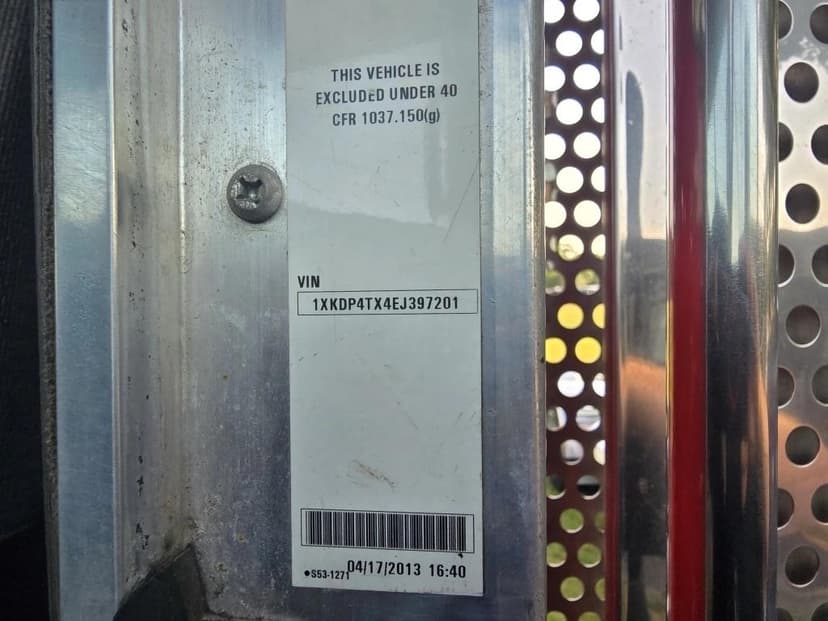 THIS VEHICLE IS
EXCLUDED UNDER 40
CFR 1037.150(g)
VIN
1XKDP4TX4EJ397201
●S53-1271 04/17/2013 16:40